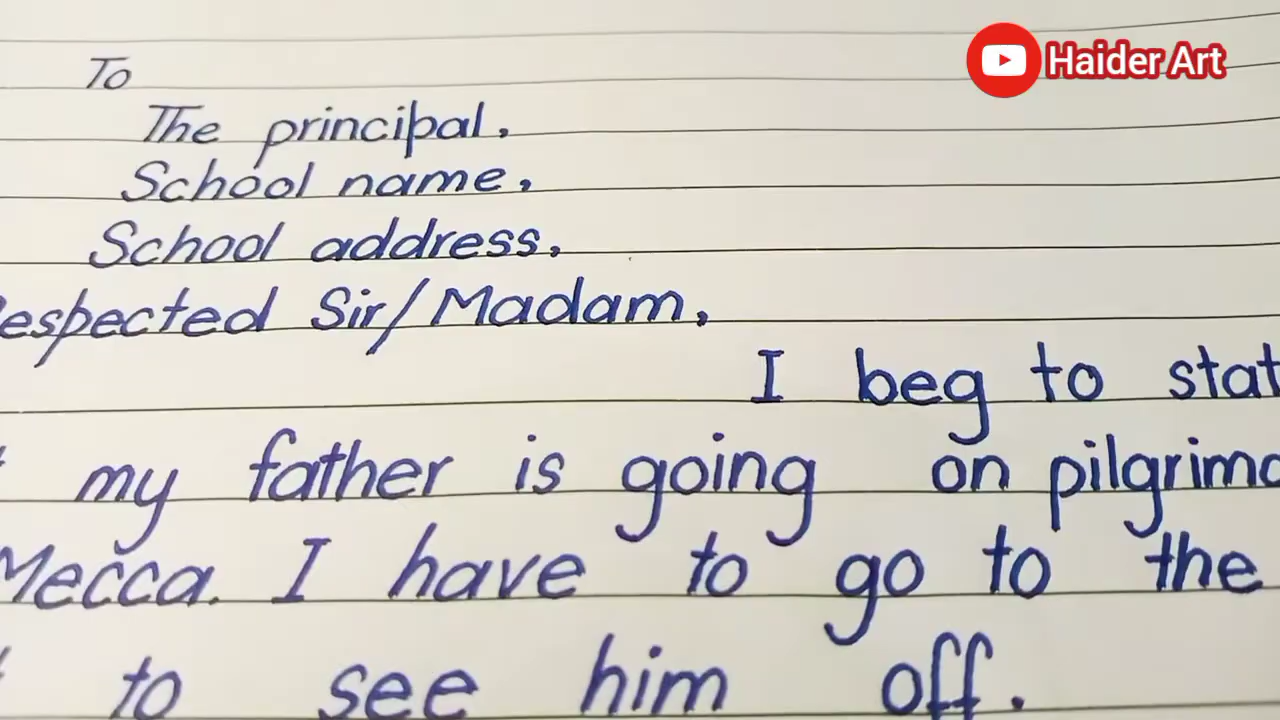 Haider Art
To
The principal,
School name,
School address,
Respected Sir/Madam,
I beg to stat
my father is going on pilgrima
Mecca. I have to go to the
to see him off.